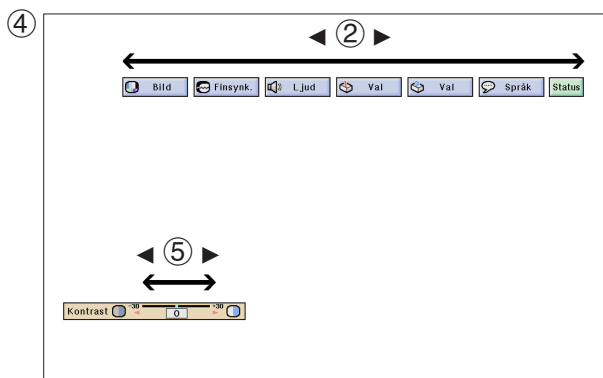 ④
◄ ② ►
Bild Finsynk. Ljud Val Val Språk Status
◄ ⑤ ►
Kontrast -30 0 +30